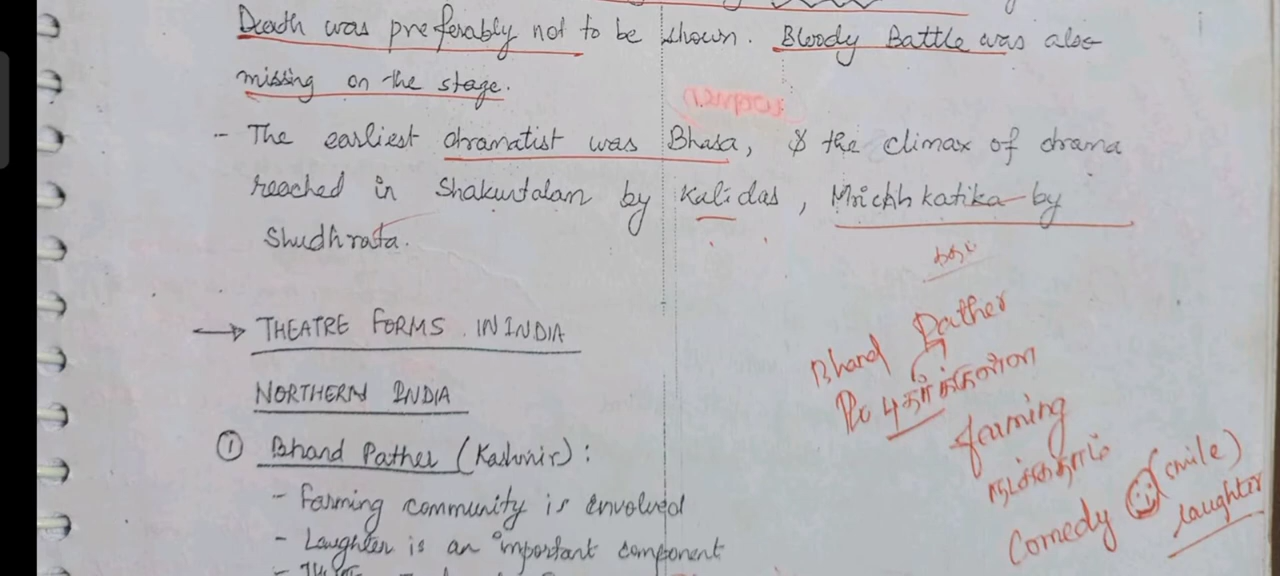 Death was preferably not to be shown. Bloody Battle was also
missing on the stage.
- The earliest dramatist was Bhasa, & the climax of drama
reached in Shakuntalan by Kalidas, Mrichhkatika by
Shudhrata.
→ THEATRE FORMS IN INDIA
NORTHERN INDIA
① Bhand Pather (Kashmir):
- Farming community is involved
- Laughter is an important component
Bhand Pather
farming
Comedy (smile)
laughter